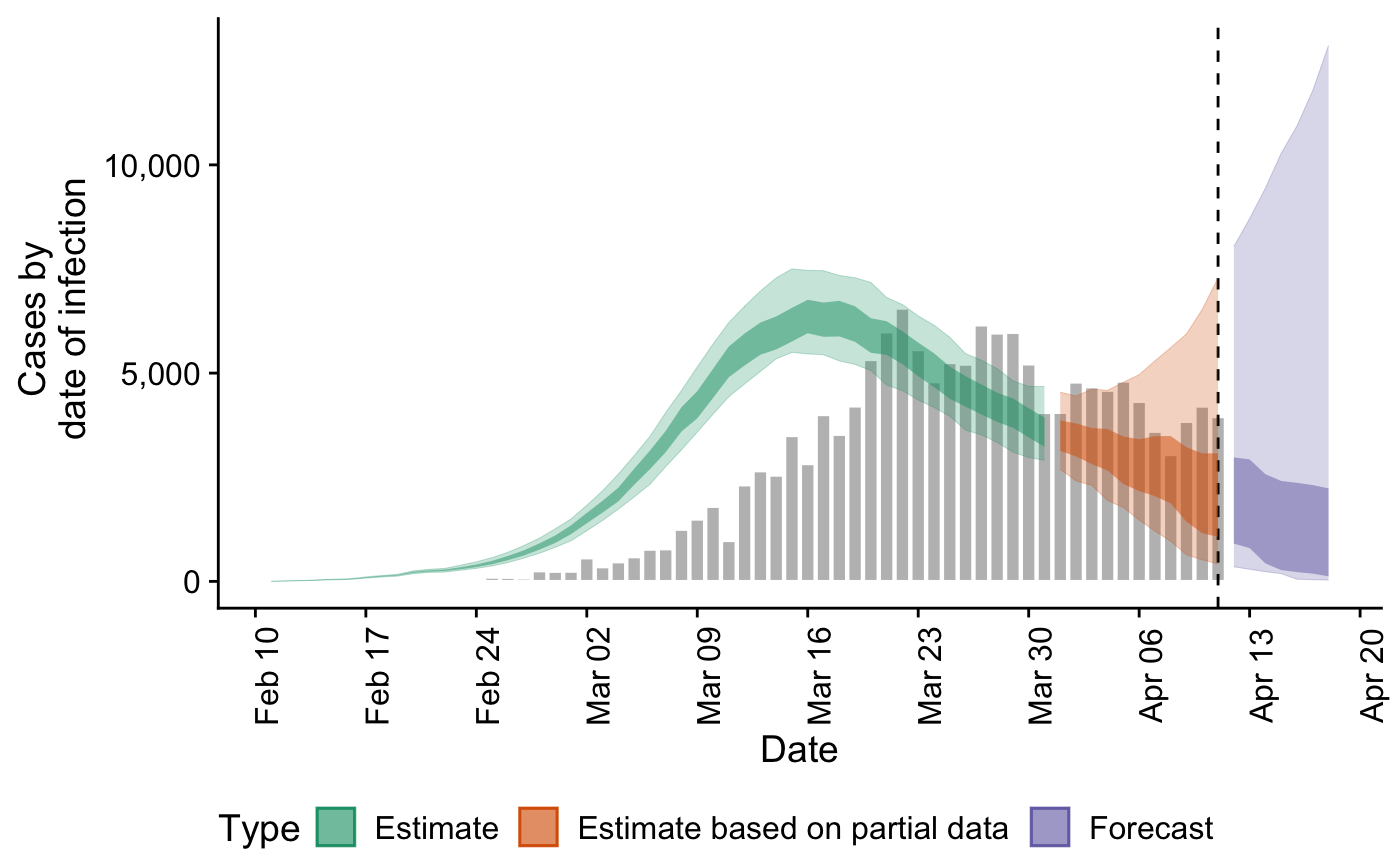 Cases by
date of infection
10,000
5,000
0
Feb 10
Feb 17
Feb 24
Mar 02
Mar 09
Mar 16
Mar 23
Mar 30
Apr 06
Apr 13
Apr 20
Date
Type Estimate Estimate based on partial data Forecast